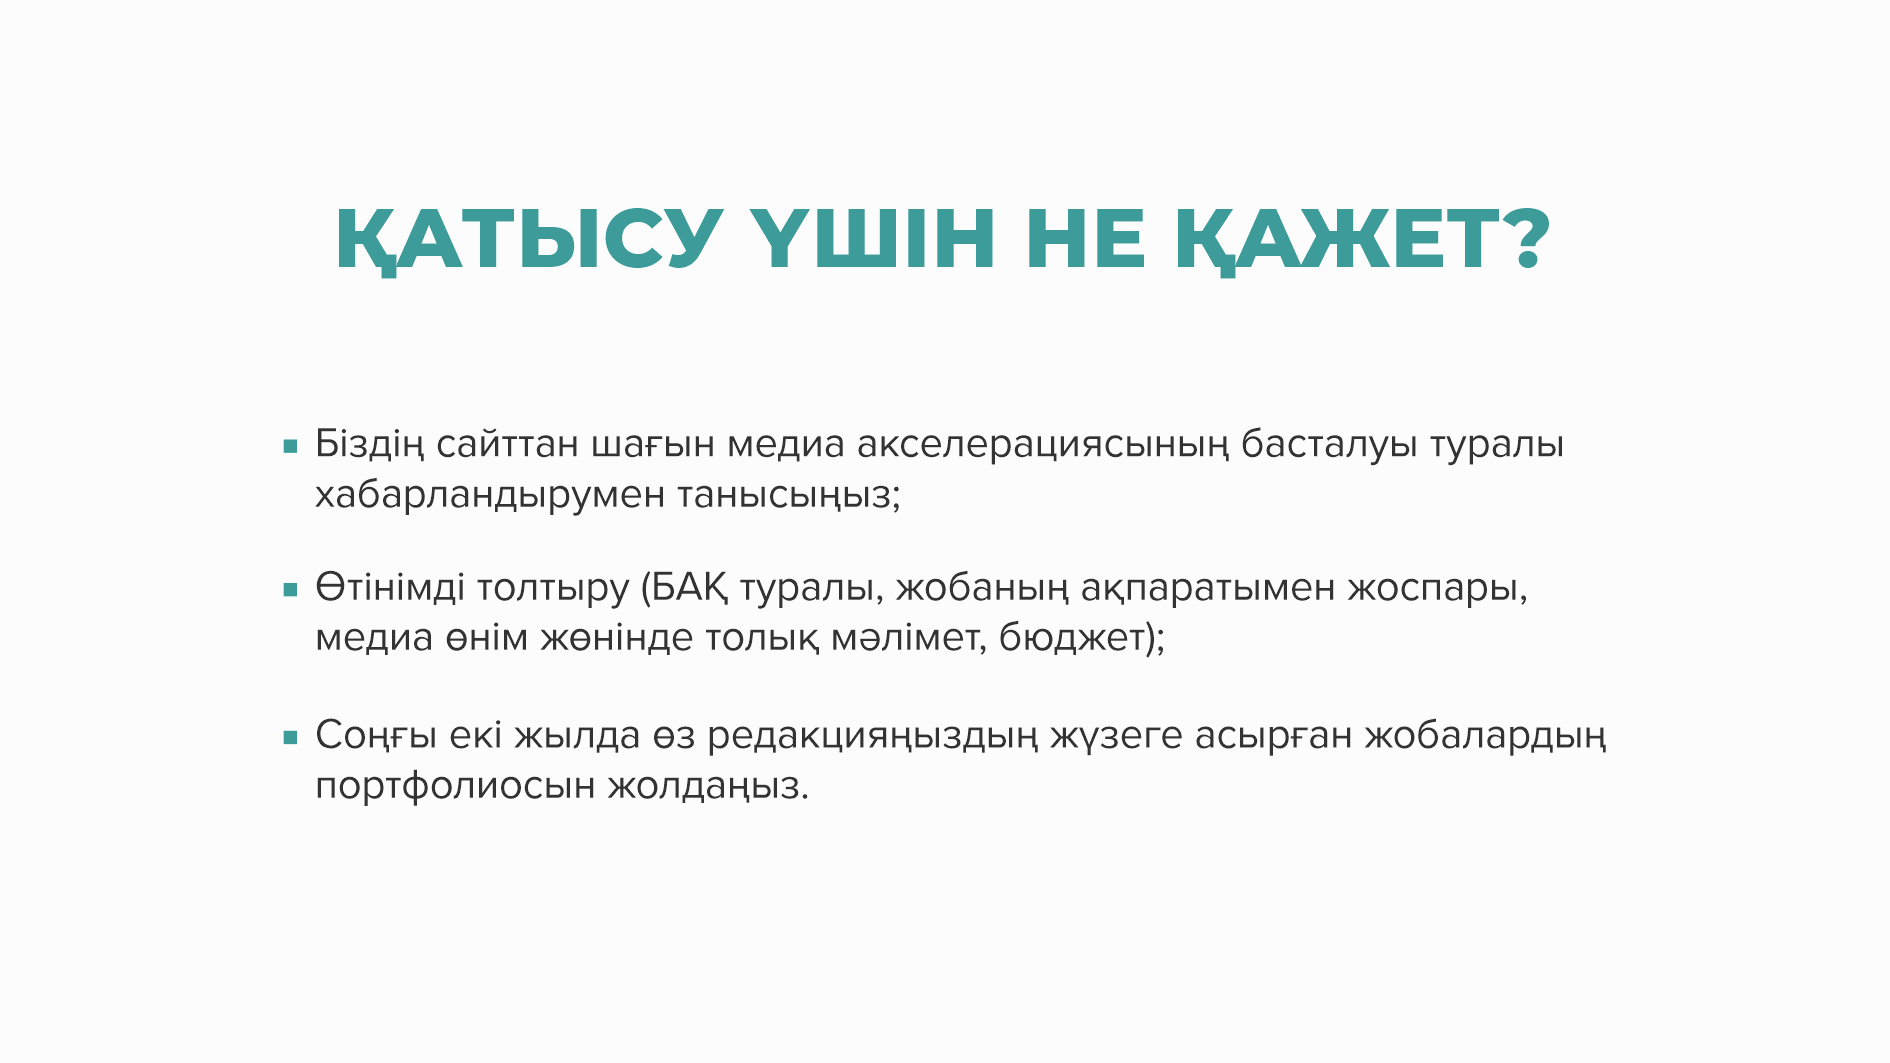 ҚАТЫСУ ҮШІН НЕ ҚАЖЕТ?
▪ Біздің сайттан шағын медиа акселерациясының басталуы туралы
хабарландырумен танысыңыз;
▪ Өтінімді толтыру (БАҚ туралы, жобаның ақпаратымен жоспары,
медиа өнім жөнінде толық мәлімет, бюджет);
▪ Соңғы екі жылда өз редакцияңыздың жүзеге асырған жобалардың
портфолиосын жолдаңыз.